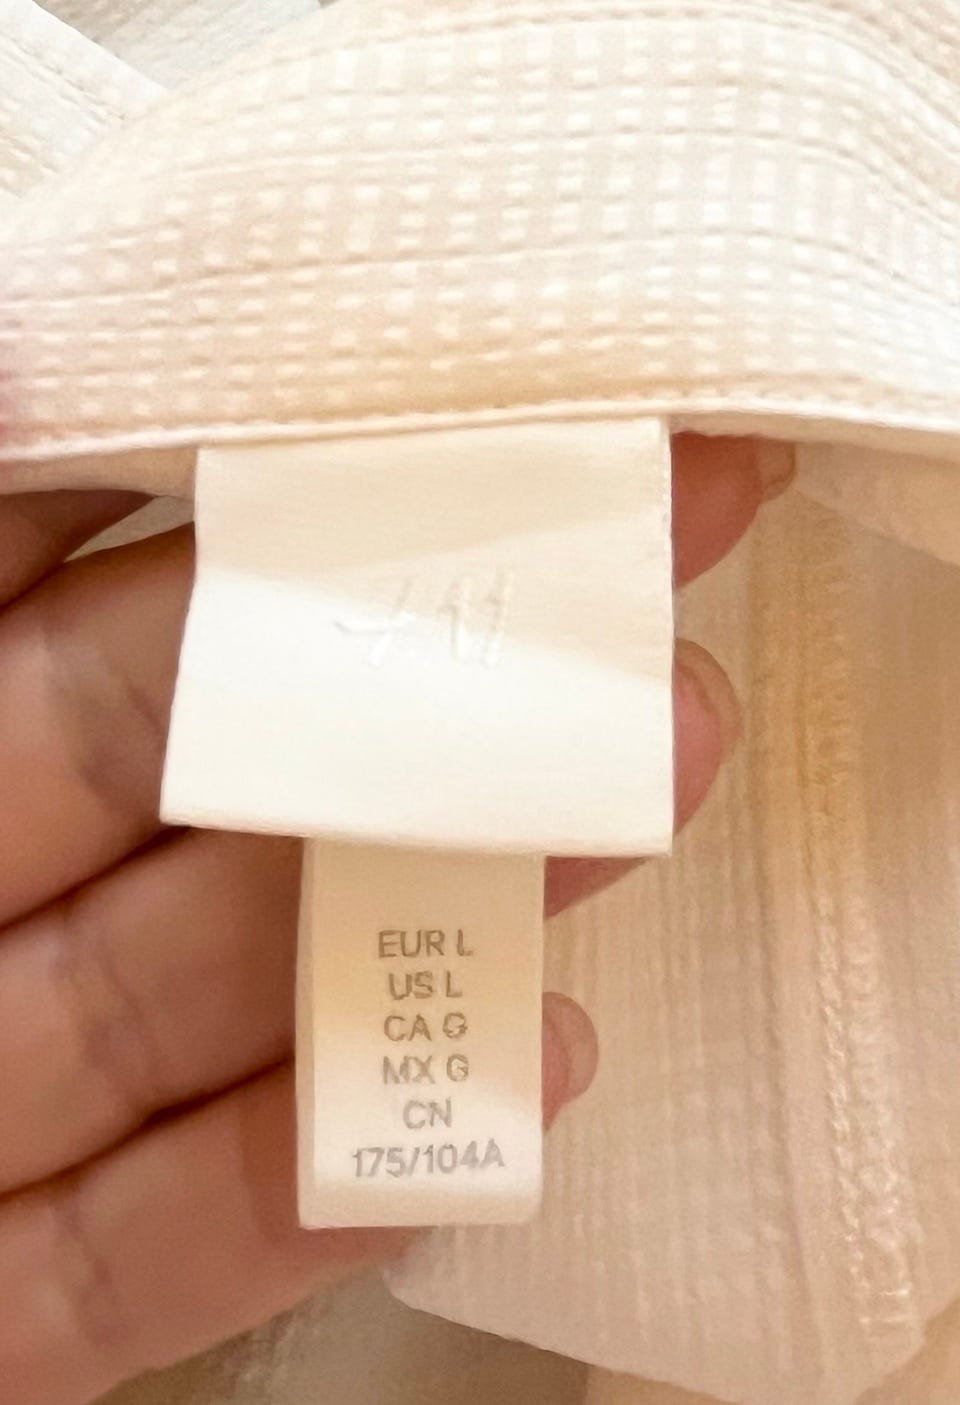 EUR L
US L
CA G
MX G
CN
175/104A